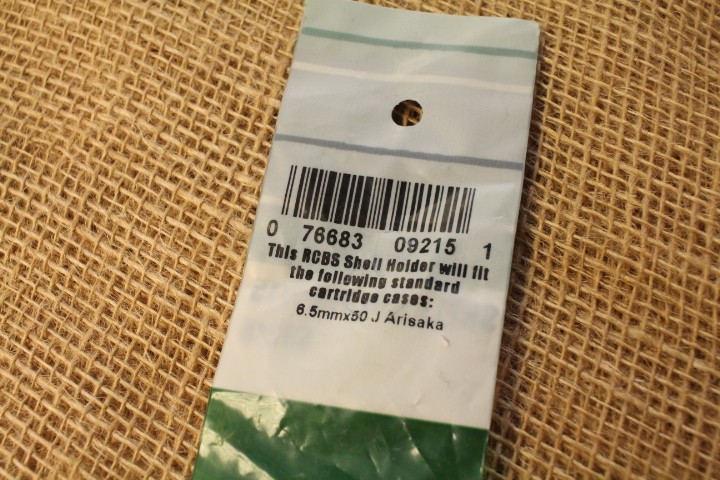 0 76683 09215 1
This RCBS Shell Holder will fit
the following standard
cartridge cases:
6.5mmx50 J Arisaka